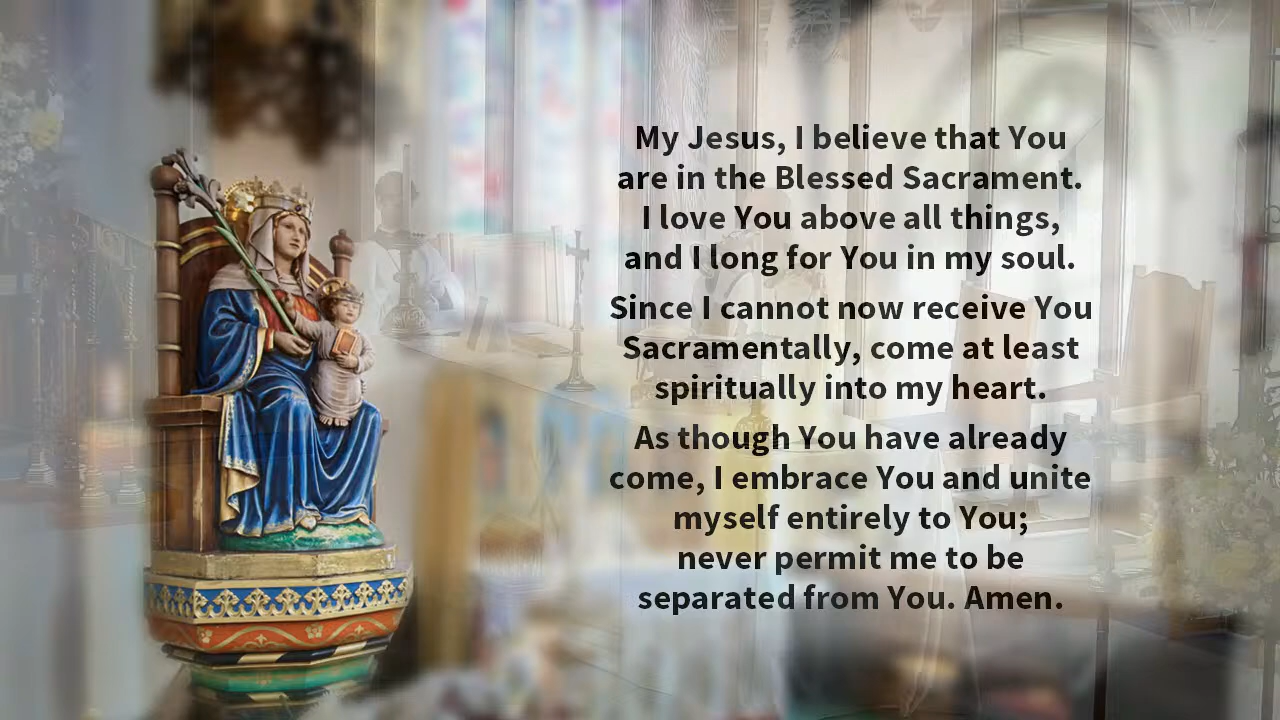 My Jesus, I believe that You
are in the Blessed Sacrament.
I love You above all things,
and I long for You in my soul.
Since I cannot now receive You
Sacramentally, come at least
spiritually into my heart.
As though You have already
come, I embrace You and unite
myself entirely to You;
never permit me to be
separated from You. Amen.